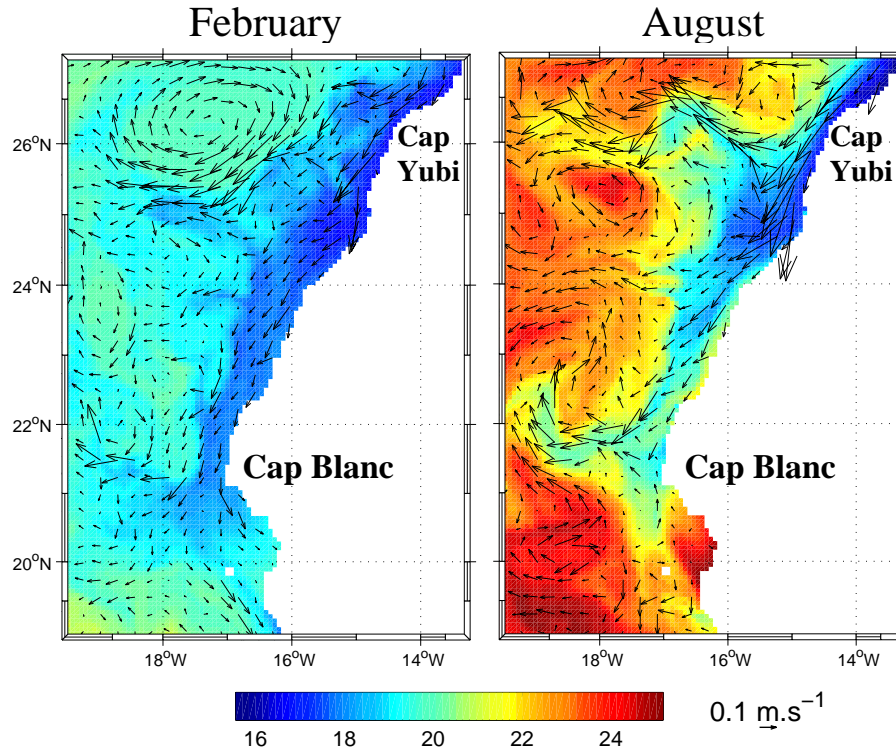 February
August
26°N
24°N
22°N
20°N
Cap
Yubi
Cap Blanc
18°W
16°W
14°W
Cap
Yubi
Cap Blanc
18°W
16°W
14°W
16
18
20
22
24
0.1 m.s⁻¹